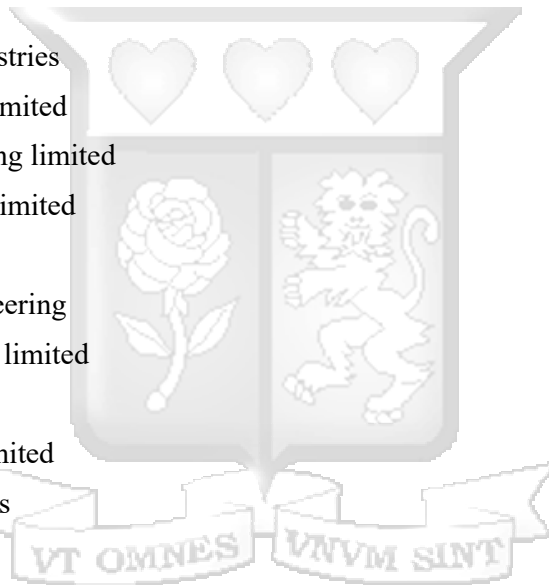 stries
mited
ng limited
imited
eering
limited
nited
s
VT OMNES VNVM SINT